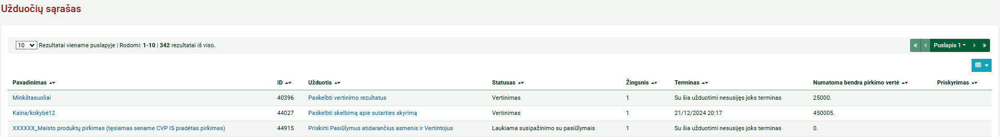 Užduočių sąrašas
10 Rezultatai viename puslapyje | Rodomi: 1-10 | 342 rezultatai iš viso.
« ‹ Puslapis 1 › »
Pavadinimas ID Užduotis Statusas Žingsnis Terminas Numatoma bendra pirkimo vertė Priskyrimas
Minkštasuoliai 40396 Paskelbti vertinimo rezultatus Vertinimas 1 Su šia užduotimi nesusijęs joks terminas 25000.
Kaina/kokybė12 44027 Paskelbti skelbimą apie sutarties skyrimą Vertinimas 1 21/12/2024 20:17 450005.
XXXXXX_Maisto produktų pirkimas (tęsiamas sename CVP IS pradėtas pirkimas) 44915 Priskirti Pasiūlymus atidarančius asmenis ir Vertintojus Laukiama susipažinimo su pasiūlymais 1 Su šia užduotimi nesusijęs joks terminas 0.